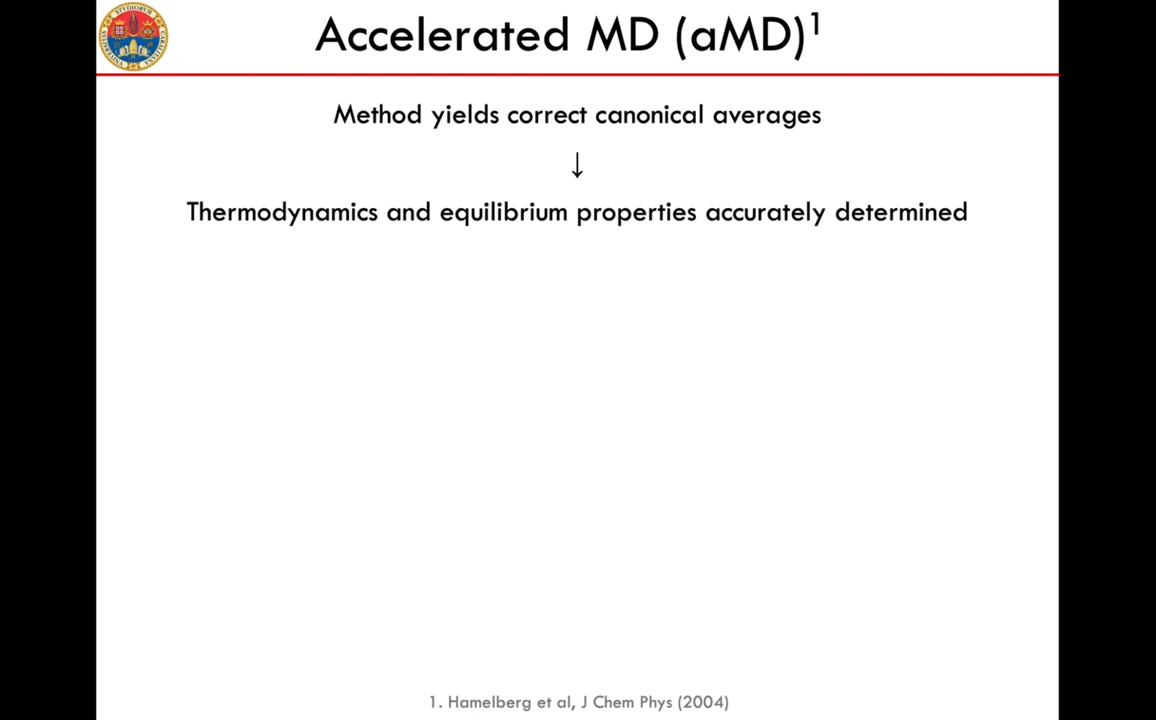 Accelerated MD (aMD)¹
Method yields correct canonical averages
↓
Thermodynamics and equilibrium properties accurately determined
1. Hamelberg et al, J Chem Phys (2004)